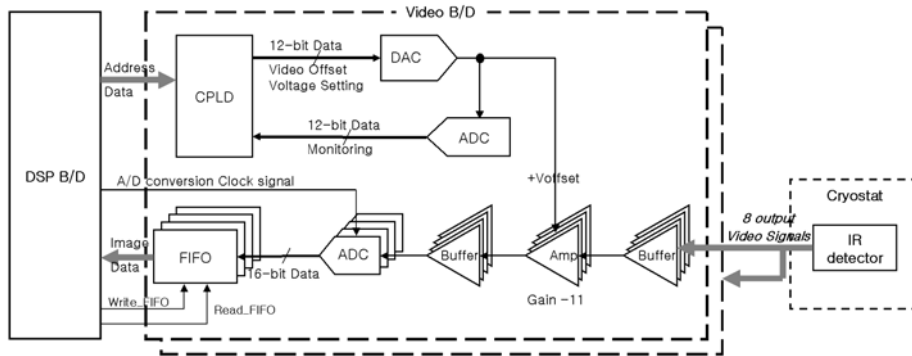 Video B/D
DSP B/D
Address
Data
CPLD
12-bit Data
Video Offset
Voltage Setting
DAC
12-bit Data
Monitoring
ADC
A/D conversion Clock signal
+Voffset
Cryostat
8 output
Video Signals
IR
detector
Image
Data
FIFO
16-bit Data
ADC
Buffer
Amp
Buffer
Gain -11
Write_FIFO
Read_FIFO